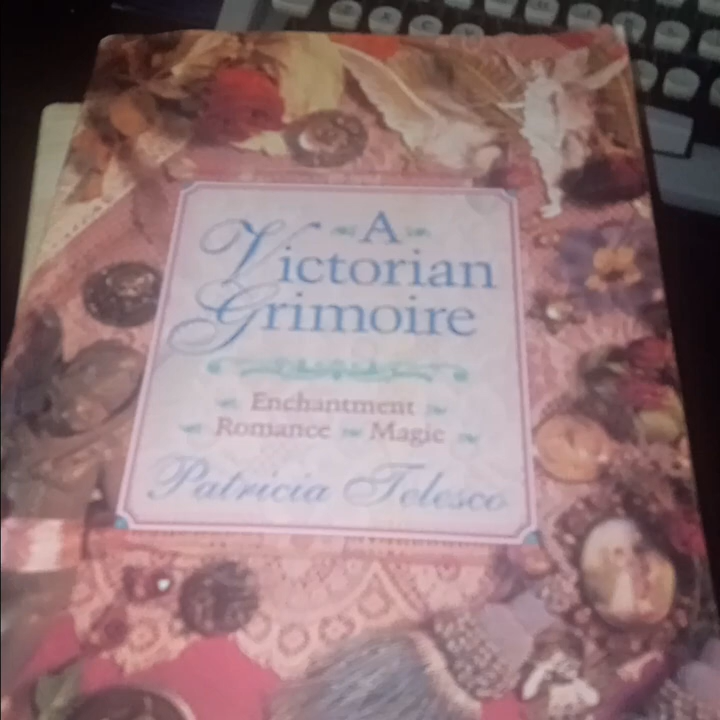 A
Victorian
Grimoire
Enchantment
Romance Magic
Patricia Telesco